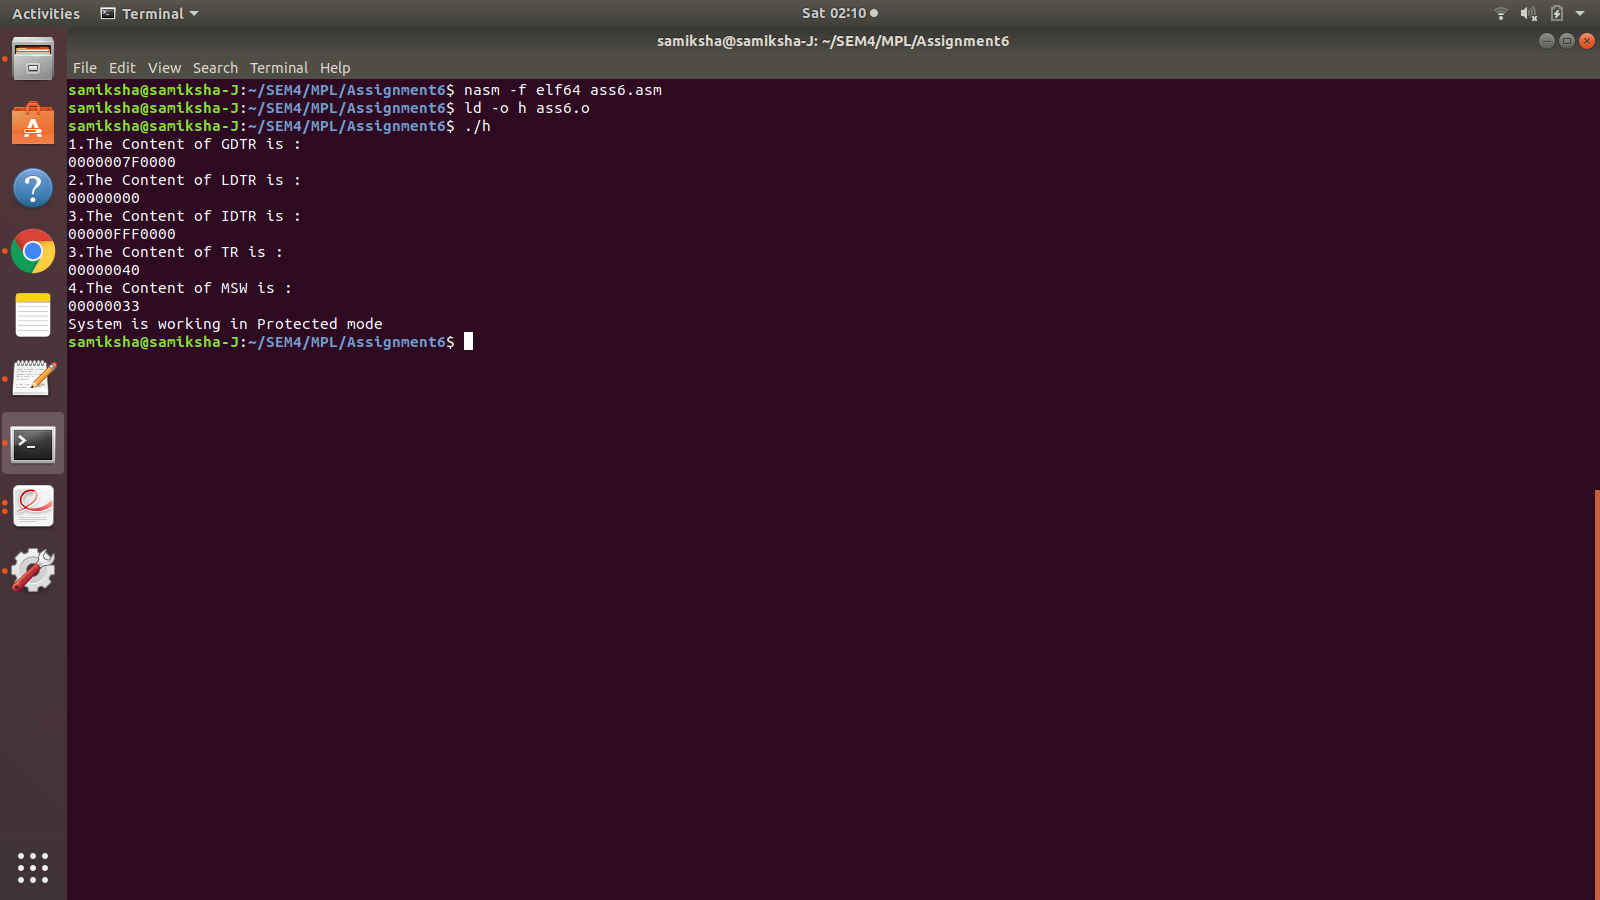 Activities Terminal Sat 02:10
samiksha@samiksha-J: ~/SEM4/MPL/Assignment6
File Edit View Search Terminal Help
samiksha@samiksha-J:~/SEM4/MPL/Assignment6$ nasm -f elf64 ass6.asm
samiksha@samiksha-J:~/SEM4/MPL/Assignment6$ ld -o h ass6.o
samiksha@samiksha-J:~/SEM4/MPL/Assignment6$ ./h
1.The Content of GDTR is :
0000007F0000
2.The Content of LDTR is :
00000000
3.The Content of IDTR is :
00000FFF0000
3.The Content of TR is :
00000040
4.The Content of MSW is :
00000033
System is working in Protected mode
samiksha@samiksha-J:~/SEM4/MPL/Assignment6$